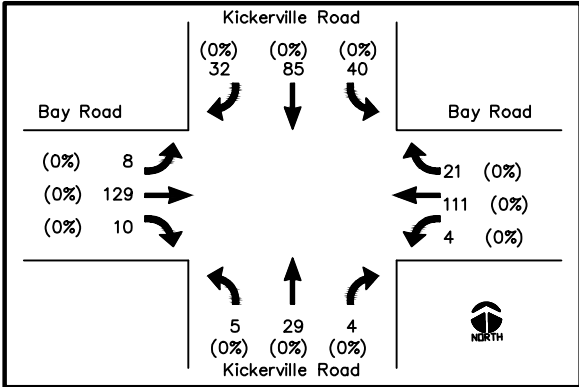 Kickerville Road
(0%) (0%) (0%)
32 85 40
Bay Road
Bay Road
(0%) 8
(0%) 129
(0%) 10
21 (0%)
111 (0%)
4 (0%)
5 29 4
(0%) (0%) (0%)
Kickerville Road
NORTH